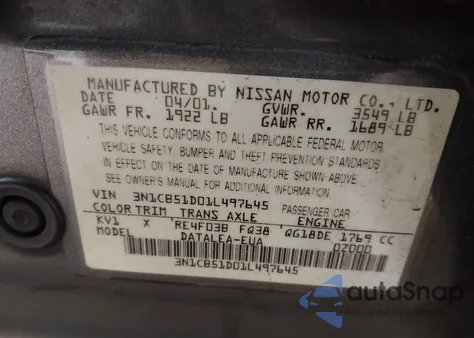 MANUFACTURED BY NISSAN MOTOR CO., LTD.
DATE 04/01. GVWR. 3549 LB
GAWR FR. 1922 LB GAWR RR. 1689 LB
THIS VEHICLE CONFORMS TO ALL APPLICABLE FEDERAL MOTOR
VEHICLE SAFETY, BUMPER AND THEFT PREVENTION STANDARDS
IN EFFECT ON THE DATE OF MANUFACTURE SHOWN ABOVE.
SEE OWNER'S MANUAL FOR ADDITIONAL INFORMATION.
VIN 3N1CB51D01L497645 PASSENGER CAR
COLOR TRIM TRANS AXLE ENGINE
KV1 X RE4F03B FQ38 QG18DE 1769 CC
MODEL DATALEA-EUA 0Z000
3N1CB51D01L497645
autoSnap